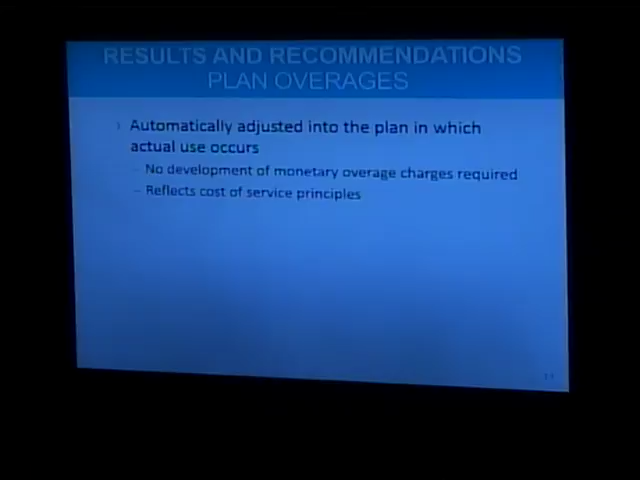 RESULTS AND RECOMMENDATIONS
PLAN OVERAGES
Automatically adjusted into the plan in which
actual use occurs
– No development of monetary overage charges required
– Reflects cost of service principles